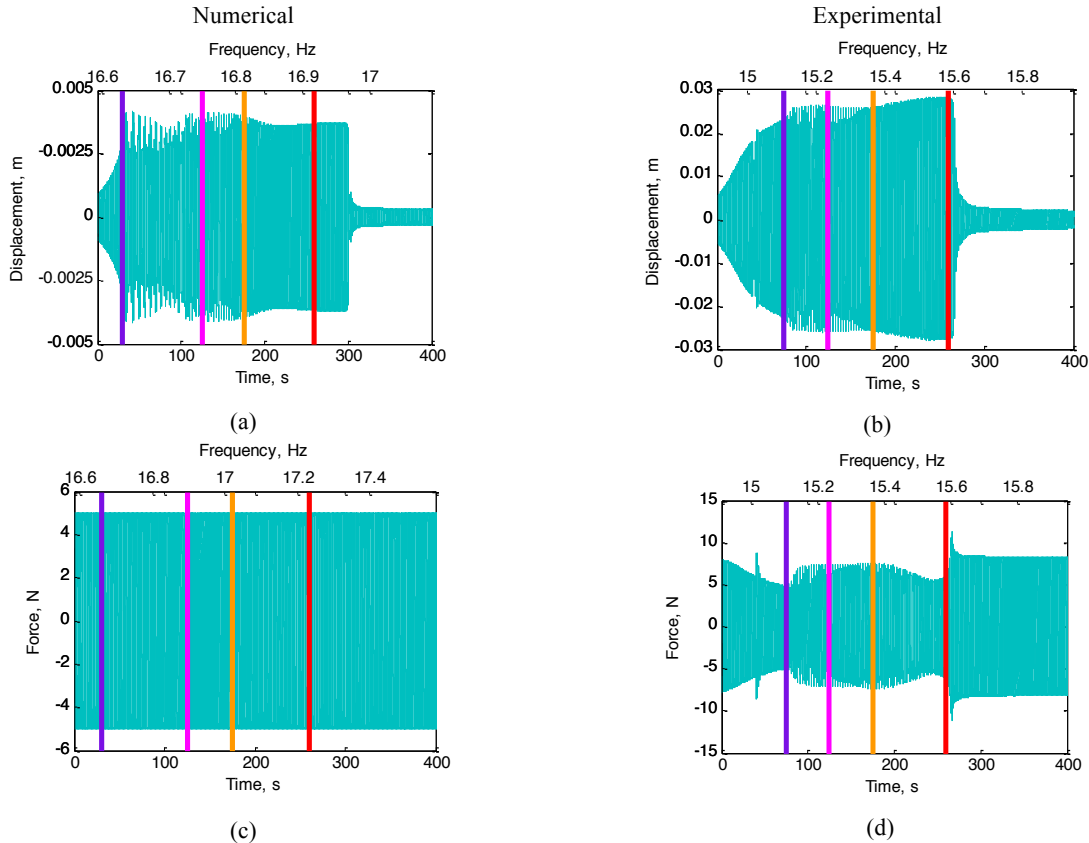 Numerical
Experimental
Frequency, Hz
16.6 16.7 16.8 16.9 17
0.005
-0.0025
0
-0.0025
-0.005
Displacement, m
0 100 200 300 400
Time, s
(a)
Frequency, Hz
15 15.2 15.4 15.6 15.8
0.03
0.02
0.01
0
-0.01
-0.02
-0.03
Displacement, m
0 100 200 300 400
Time, s
(b)
Frequency, Hz
16.6 16.8 17 17.2 17.4
6
4
2
0
-2
-4
-6
Force, N
0 100 200 300 400
Time, s
(c)
Frequency, Hz
15 15.2 15.4 15.6 15.8
15
10
5
0
-5
-10
-15
Force, N
0 100 200 300 400
Time, s
(d)